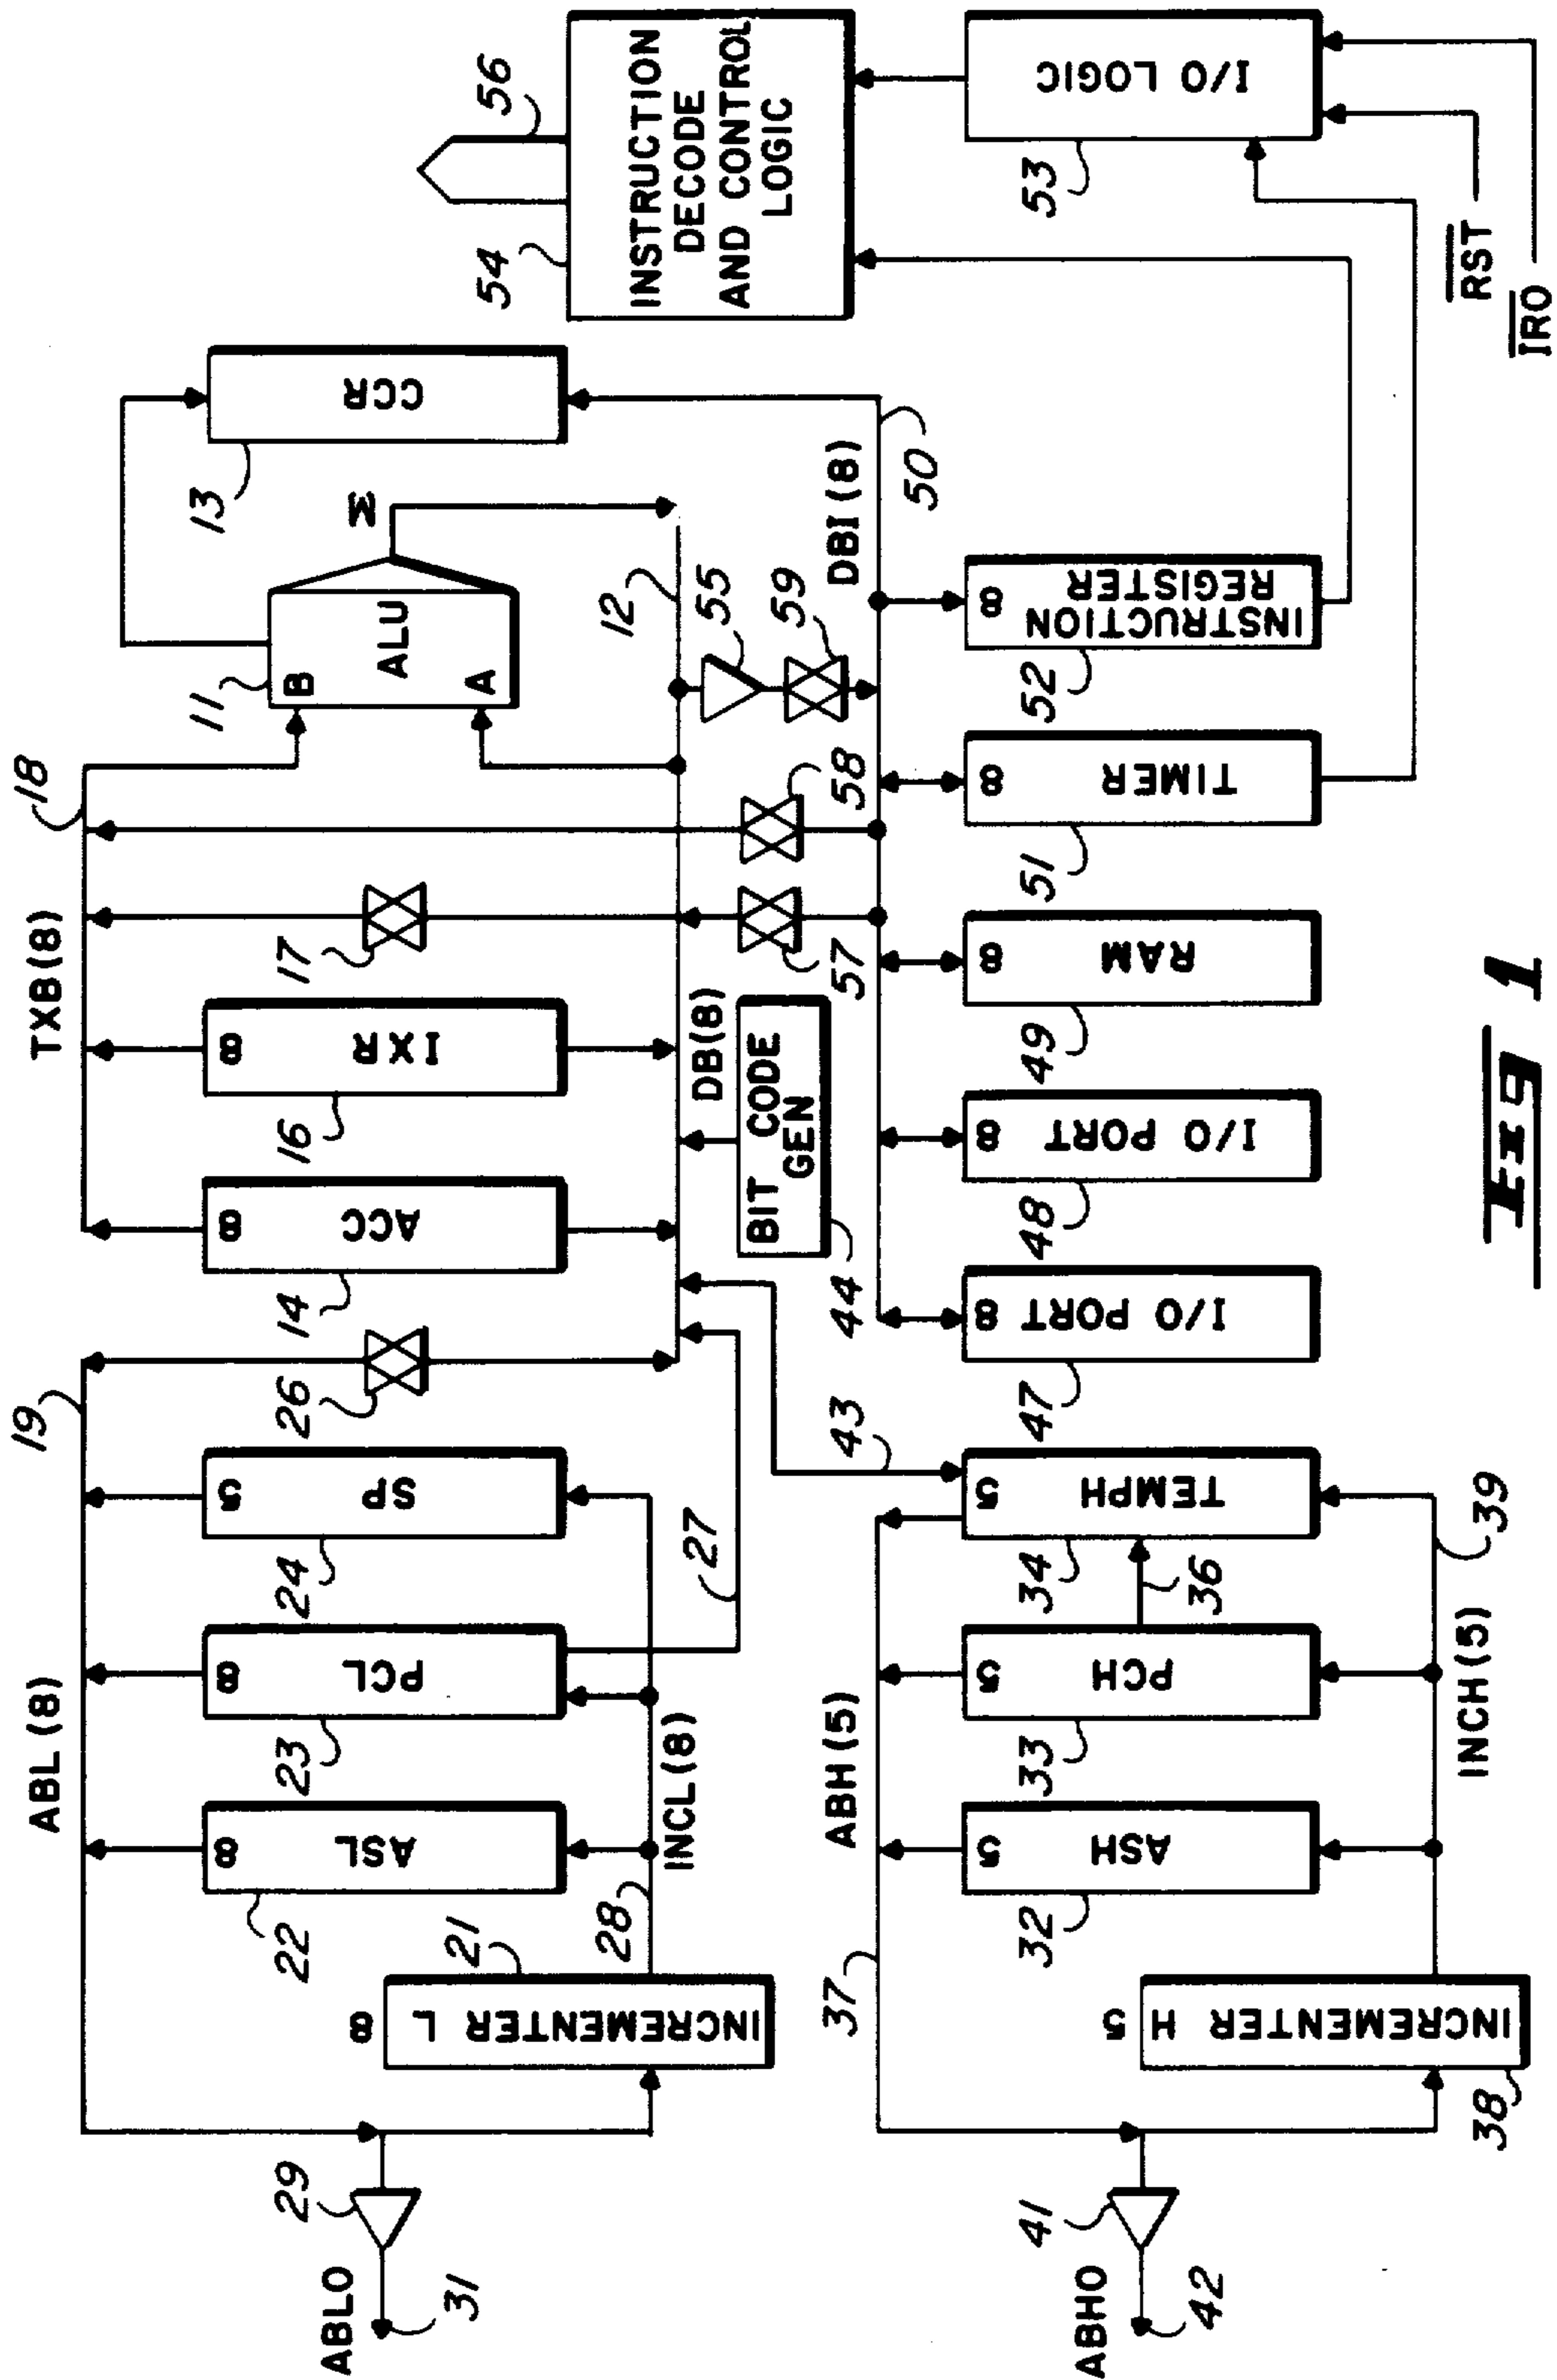 ABL (8)
19
TXB (8)
18
22
ASL
8
23
PCL
8
24
SP
5
26
14
ACC
8
16
IXR
8
17
11
B
ALU
A
Σ
13
CCR
54
INSTRUCTION
DECODE
AND CONTROL
LOGIC
56
ABLO
31
29
8
INCREMENTER L
21
28
INCL (8)
27
DB(8)
12
BIT CODE
GEN
44
57
58
55
59
DBI (8)
50
37
ABH (5)
43
32
ASH
5
33
PCH
5
36
34
TEMPH
5
47
I/O PORT
8
48
I/O PORT
8
49
RAM
8
51
TIMER
8
52
INSTRUCTION
REGISTER
8
53
I/O LOGIC
ABHO
42
41
38
INCREMENTER H
5
INCH (5)
39
RST
IRO
Fig 1